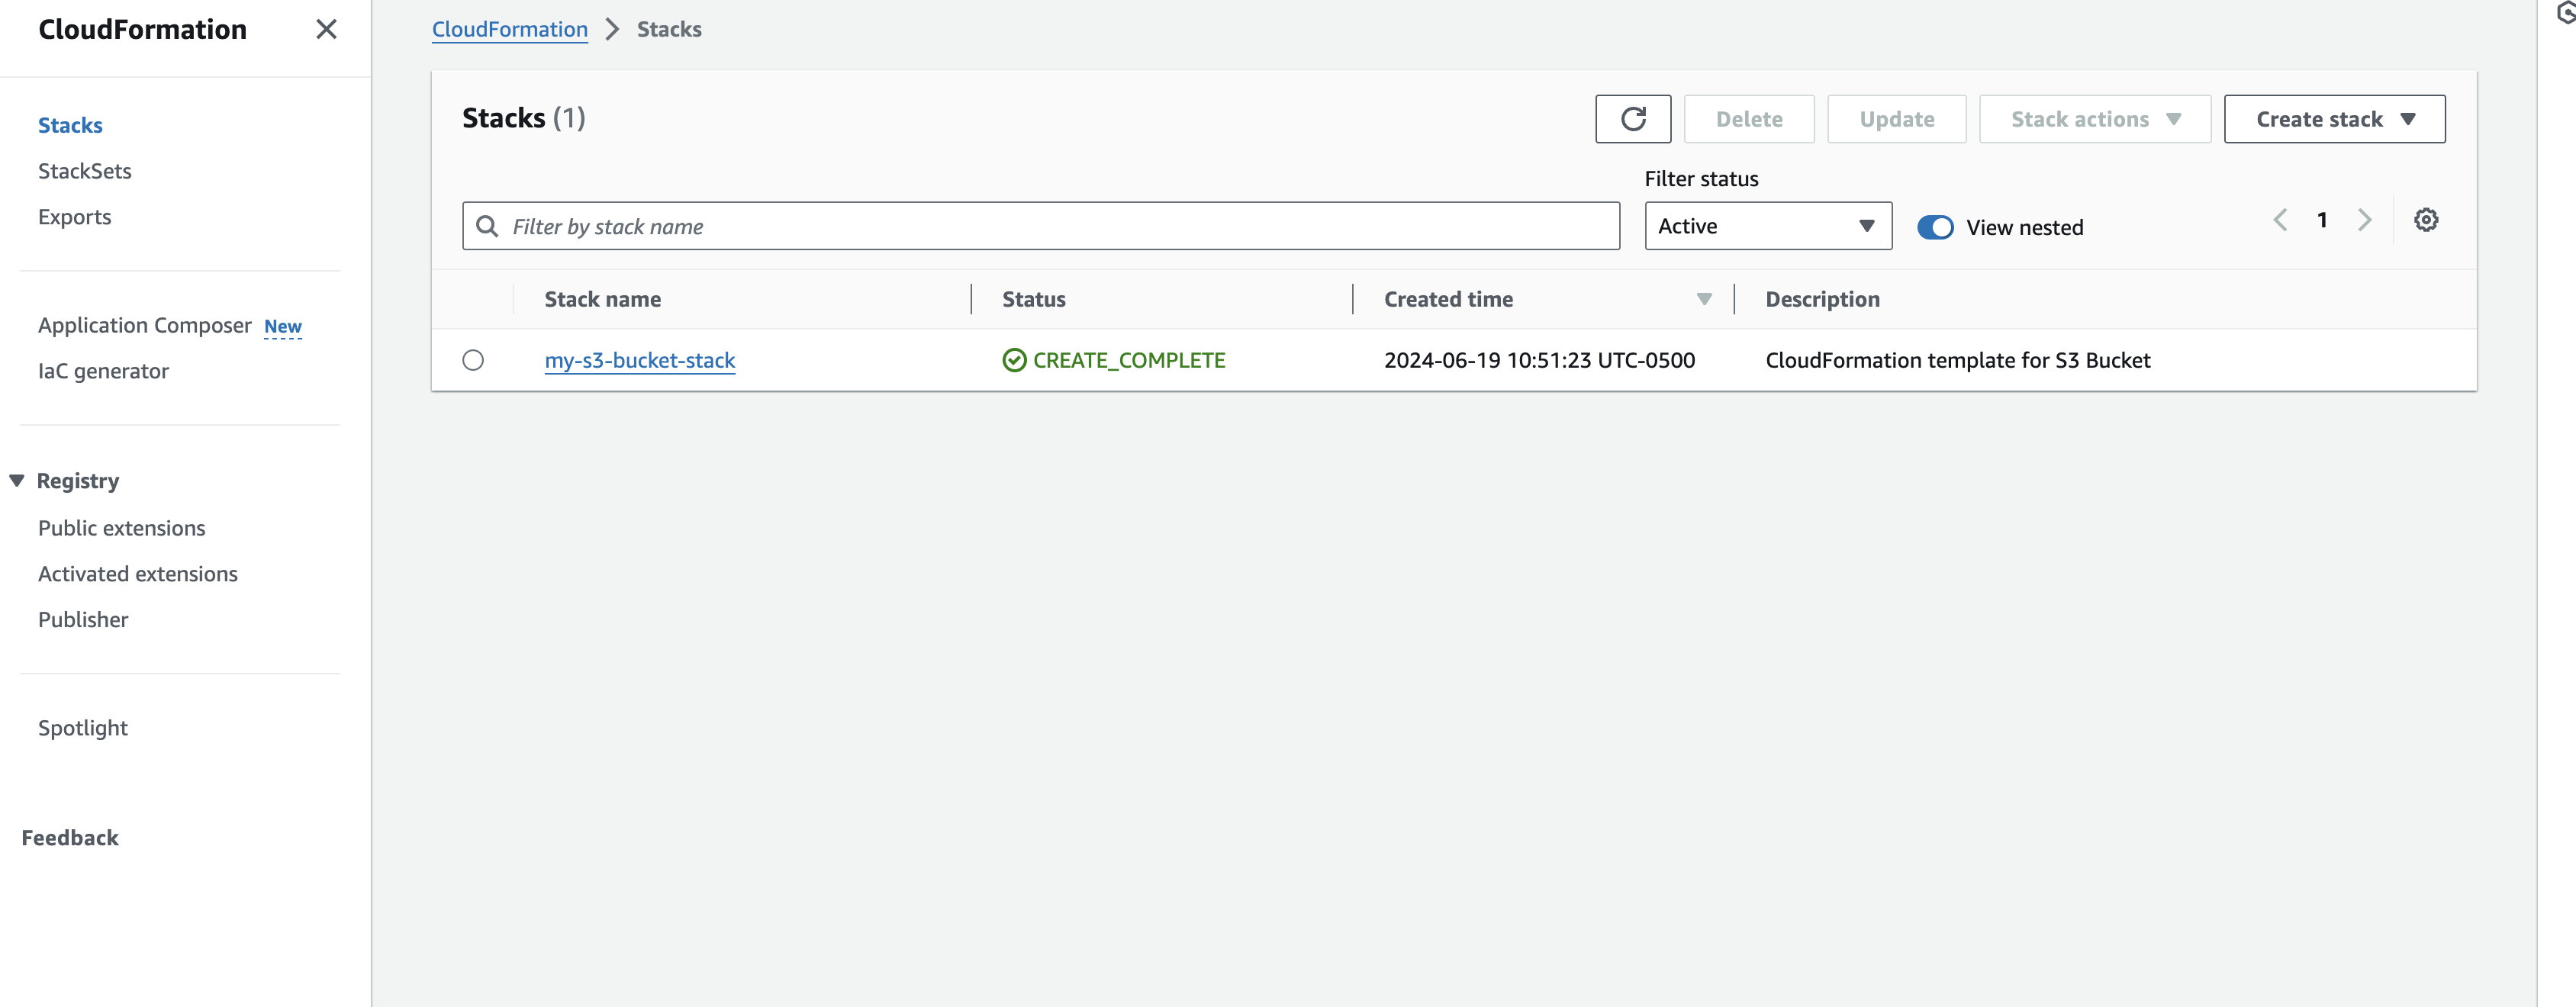 CloudFormation
Stacks
StackSets
Exports
Application Composer New
IaC generator
Registry
Public extensions
Activated extensions
Publisher
Spotlight
Feedback
CloudFormation Stacks
Stacks (1)
Delete Update Stack actions Create stack
Filter status
Filter by stack name Active View nested 1
Stack name Status Created time Description
my-s3-bucket-stack CREATE_COMPLETE 2024-06-19 10:51:23 UTC-0500 CloudFormation template for S3 Bucket